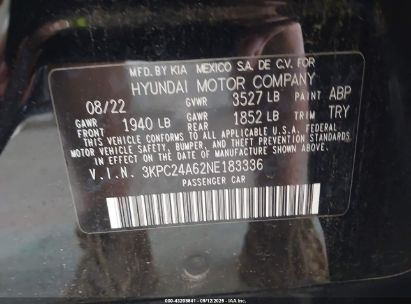 MFD.BY KIA MEXICO S.A. DE C.V. FOR
HYUNDAI MOTOR COMPANY
08/22 GVWR 3527 LB PAINT ABP
GAWR FRONT 1940 LB GAWR REAR 1852 LB TRIM TRY
THIS VEHICLE CONFORMS TO ALL APPLICABLE U.S. FEDERAL
MOTOR VEHICLE SAFETY, BUMPER, AND THEFT PREVENTION STANDARDS
IN EFFECT ON THE DATE OF MANUFACTURE SHOWN ABOVE.
V.I.N. 3KPC24A62NE183336
PASSENGER CAR